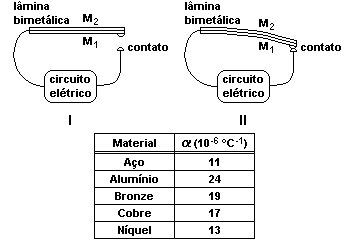 lâmina
bimetálica M₂
M₁
contato
circuito
elétrico
I
lâmina
bimetálica M₂
M₁
contato
circuito
elétrico
II
Material α (10⁻⁶ °C⁻¹)
Aço 11
Alumínio 24
Bronze 19
Cobre 17
Níquel 13